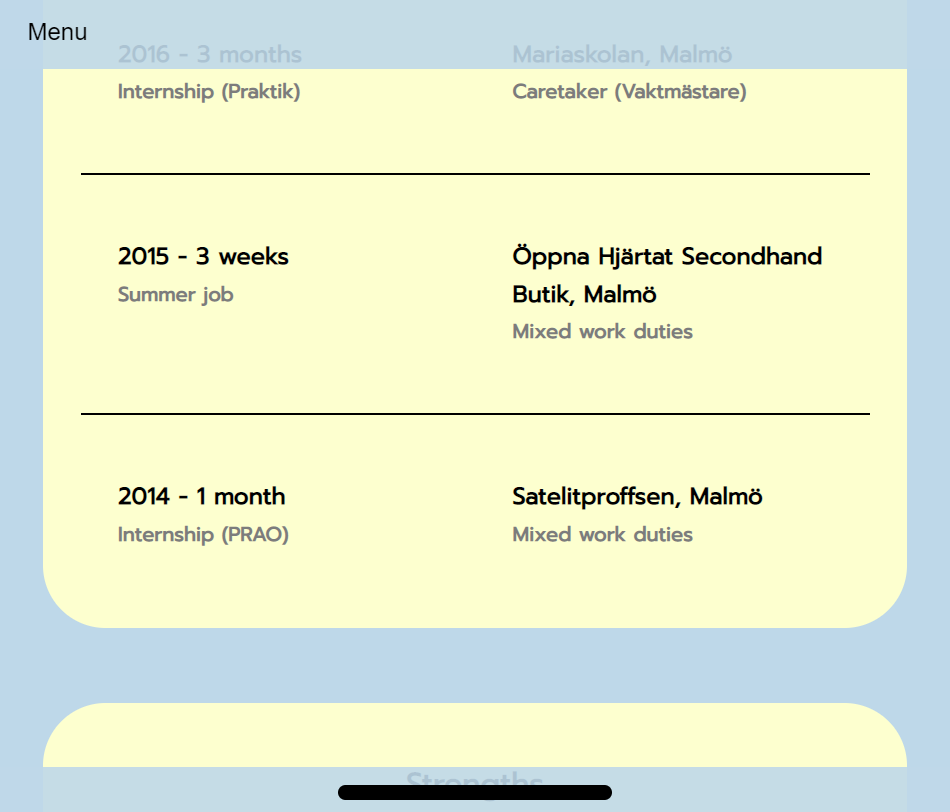 Menu
2016 - 3 months
Mariaskolan, Malmö
Internship (Praktik)
Caretaker (Vaktmästare)
2015 - 3 weeks
Summer job
Öppna Hjärtat Secondhand
Butik, Malmö
Mixed work duties
2014 - 1 month
Internship (PRAO)
Satelitproffsen, Malmö
Mixed work duties
Strengths